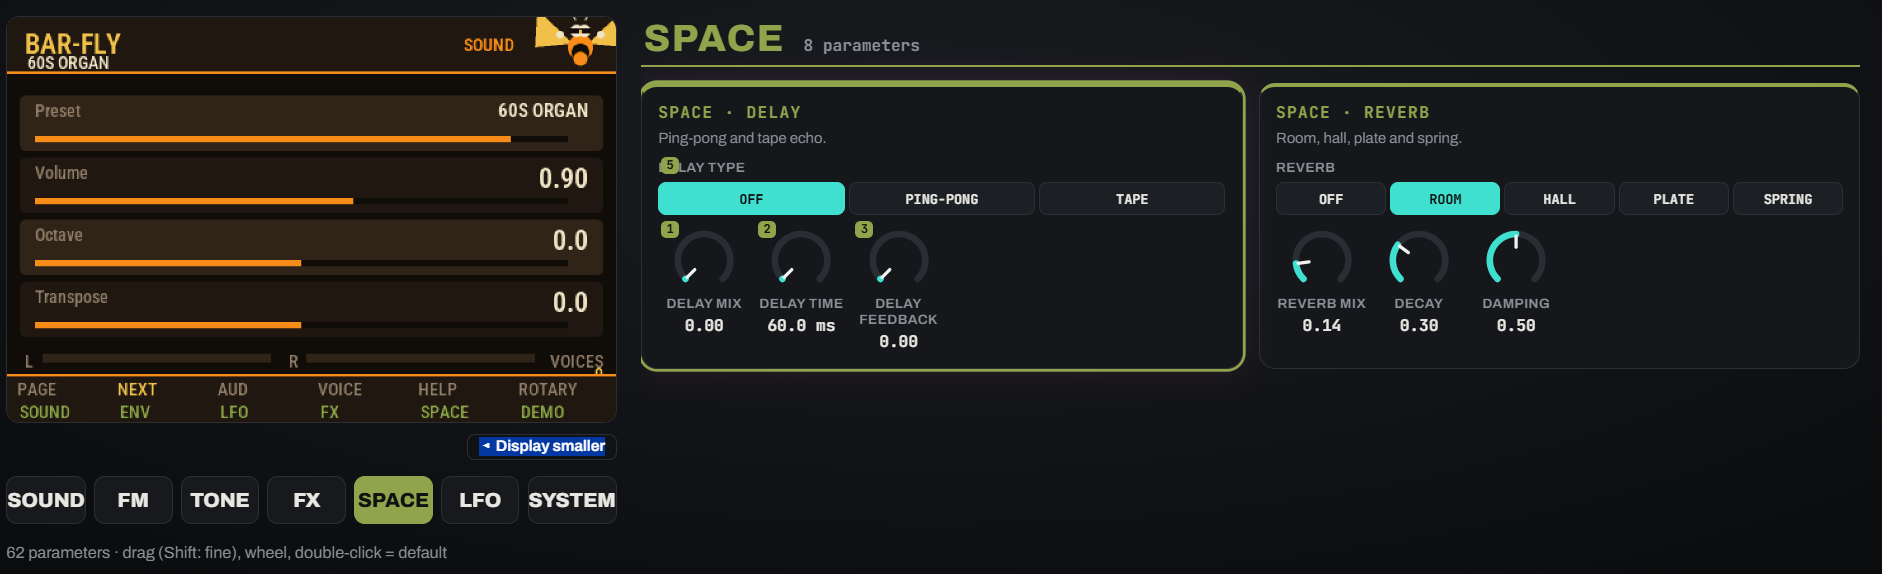 BAR-FLY
60S ORGAN
SOUND
Preset
60S ORGAN
Volume
0.90
Octave
0.0
Transpose
0.0
L
R
VOICES
PAGE NEXT AUD VOICE HELP ROTARY
SOUND ENV LFO FX SPACE DEMO
◄ Display smaller
SOUND FM TONE FX SPACE LFO SYSTEM
62 parameters · drag (Shift: fine), wheel, double-click = default
SPACE 8 parameters
SPACE · DELAY
Ping-pong and tape echo.
5
LAY TYPE
OFF PING-PONG TAPE
1 2 3
DELAY MIX DELAY TIME DELAY
FEEDBACK
0.00 60.0 ms
0.00
SPACE · REVERB
Room, hall, plate and spring.
REVERB
OFF ROOM HALL PLATE SPRING
REVERB MIX DECAY DAMPING
0.14 0.30 0.50